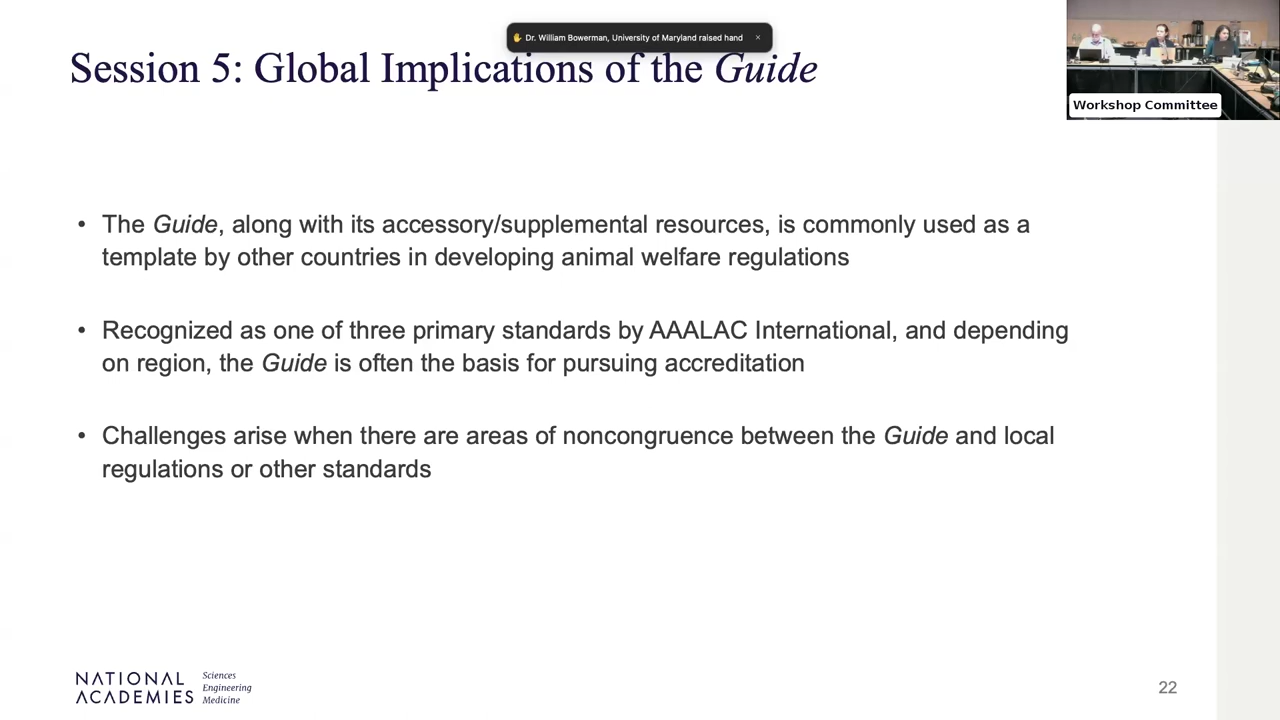 Dr. William Bowerman, University of Maryland raised hand ×
Session 5: Global Implications of the Guide
Workshop Committee
• The Guide, along with its accessory/supplemental resources, is commonly used as a
template by other countries in developing animal welfare regulations
• Recognized as one of three primary standards by AAALAC International, and depending
on region, the Guide is often the basis for pursuing accreditation
• Challenges arise when there are areas of noncongruence between the Guide and local
regulations or other standards
NATIONAL
ACADEMIES
Sciences
Engineering
Medicine
22